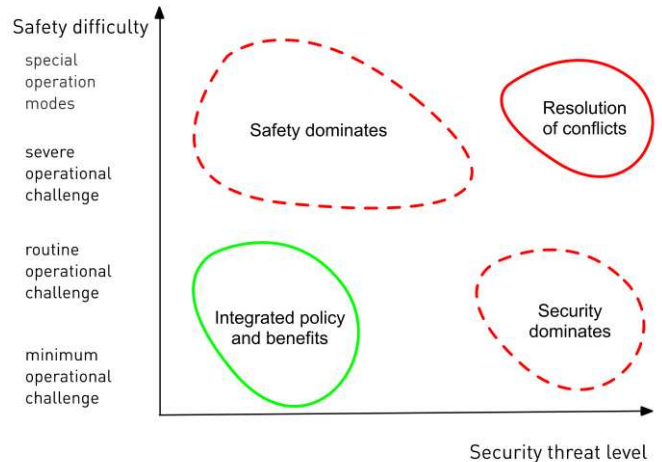 Safety difficulty
special
operation
modes
Safety dominates
Resolution
of conflicts
severe
operational
challenge
routine
operational
challenge
Integrated policy
and benefits
Security
dominates
minimum
operational
challenge
Security threat level